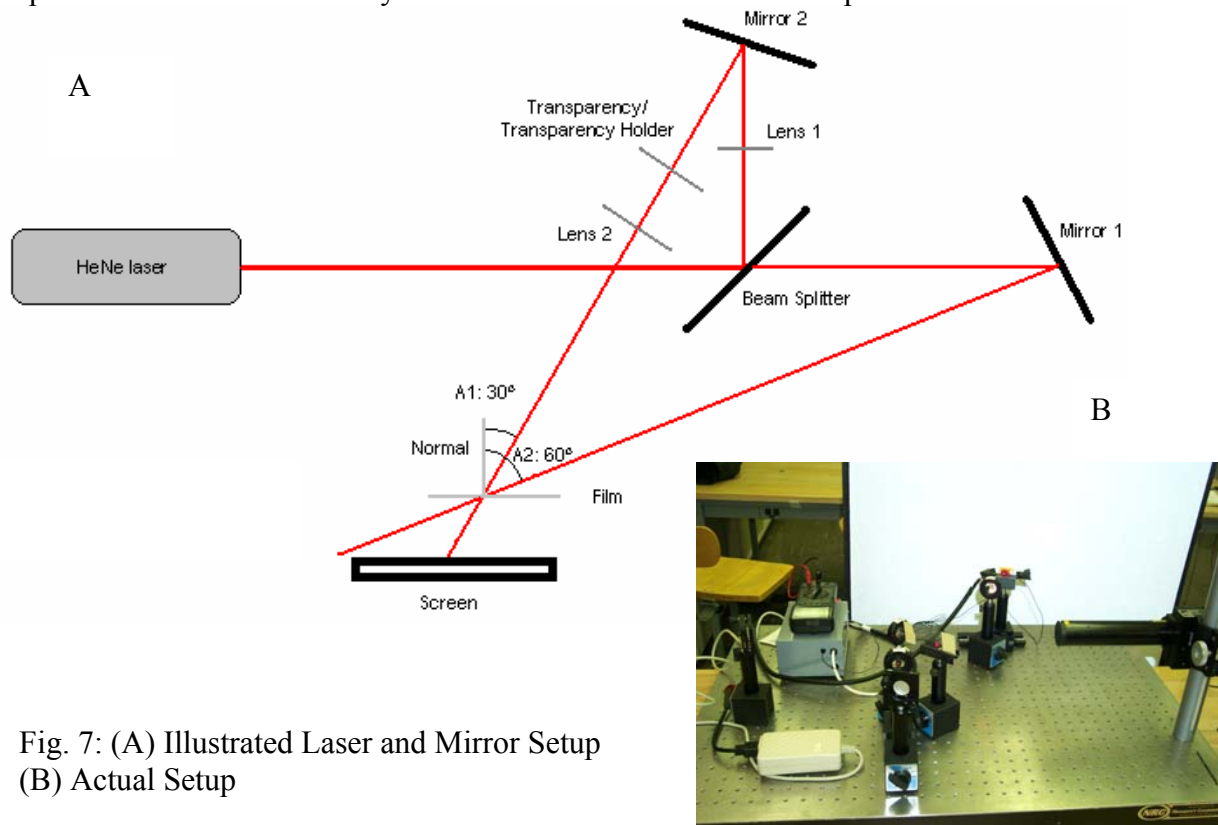 Mirror 2
A
Transparency/
Transparency Holder
Lens 1
Lens 2
Mirror 1
HeNe laser
Beam Splitter
A1: 30º
B
Normal
A2: 60º
Film
Screen
Fig. 7: (A) Illustrated Laser and Mirror Setup
(B) Actual Setup
NRC